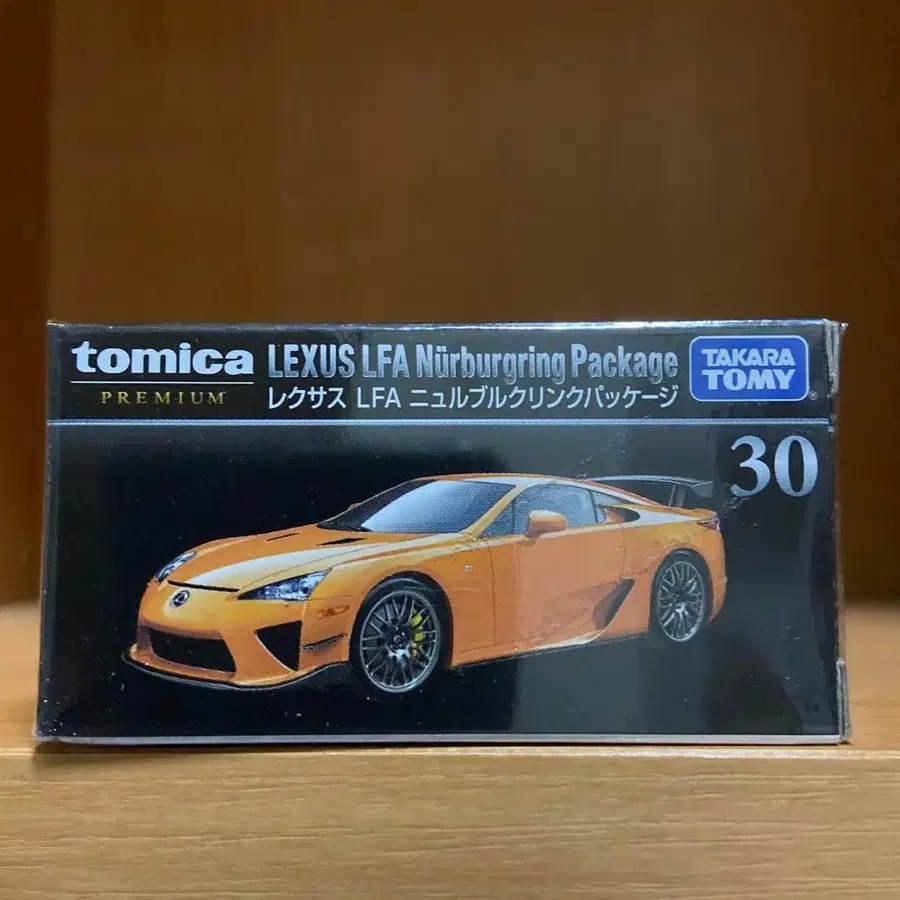 tomica
PREMIUM
LEXUS LFA Nürburgring Package
レクサス LFA ニュルブルクリンクパッケージ
TAKARA
TOMY
®
30